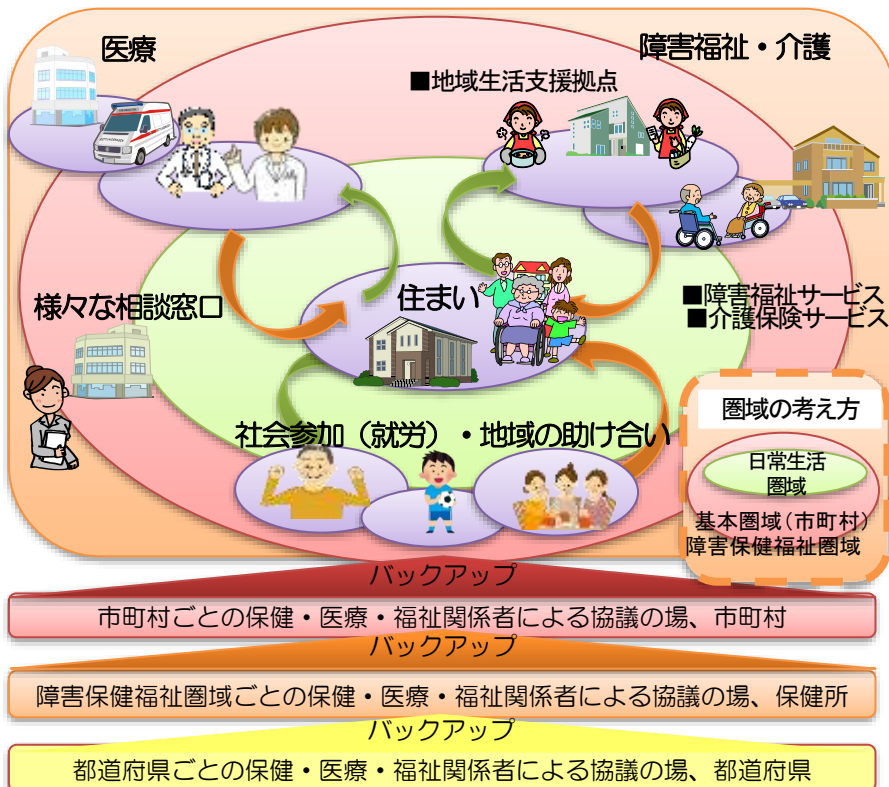 医療
障害福祉・介護
■地域生活支援拠点
様々な相談窓口
住まい
■障害福祉サービス
■介護保険サービス
社会参加（就労）・地域の助け合い
圏域の考え方
日常生活
圏域
基本圏域（市町村）
障害保健福祉圏域
バックアップ
市町村ごとの保健・医療・福祉関係者による協議の場、市町村
バックアップ
障害保健福祉圏域ごとの保健・医療・福祉関係者による協議の場、保健所
バックアップ
都道府県ごとの保健・医療・福祉関係者による協議の場、都道府県